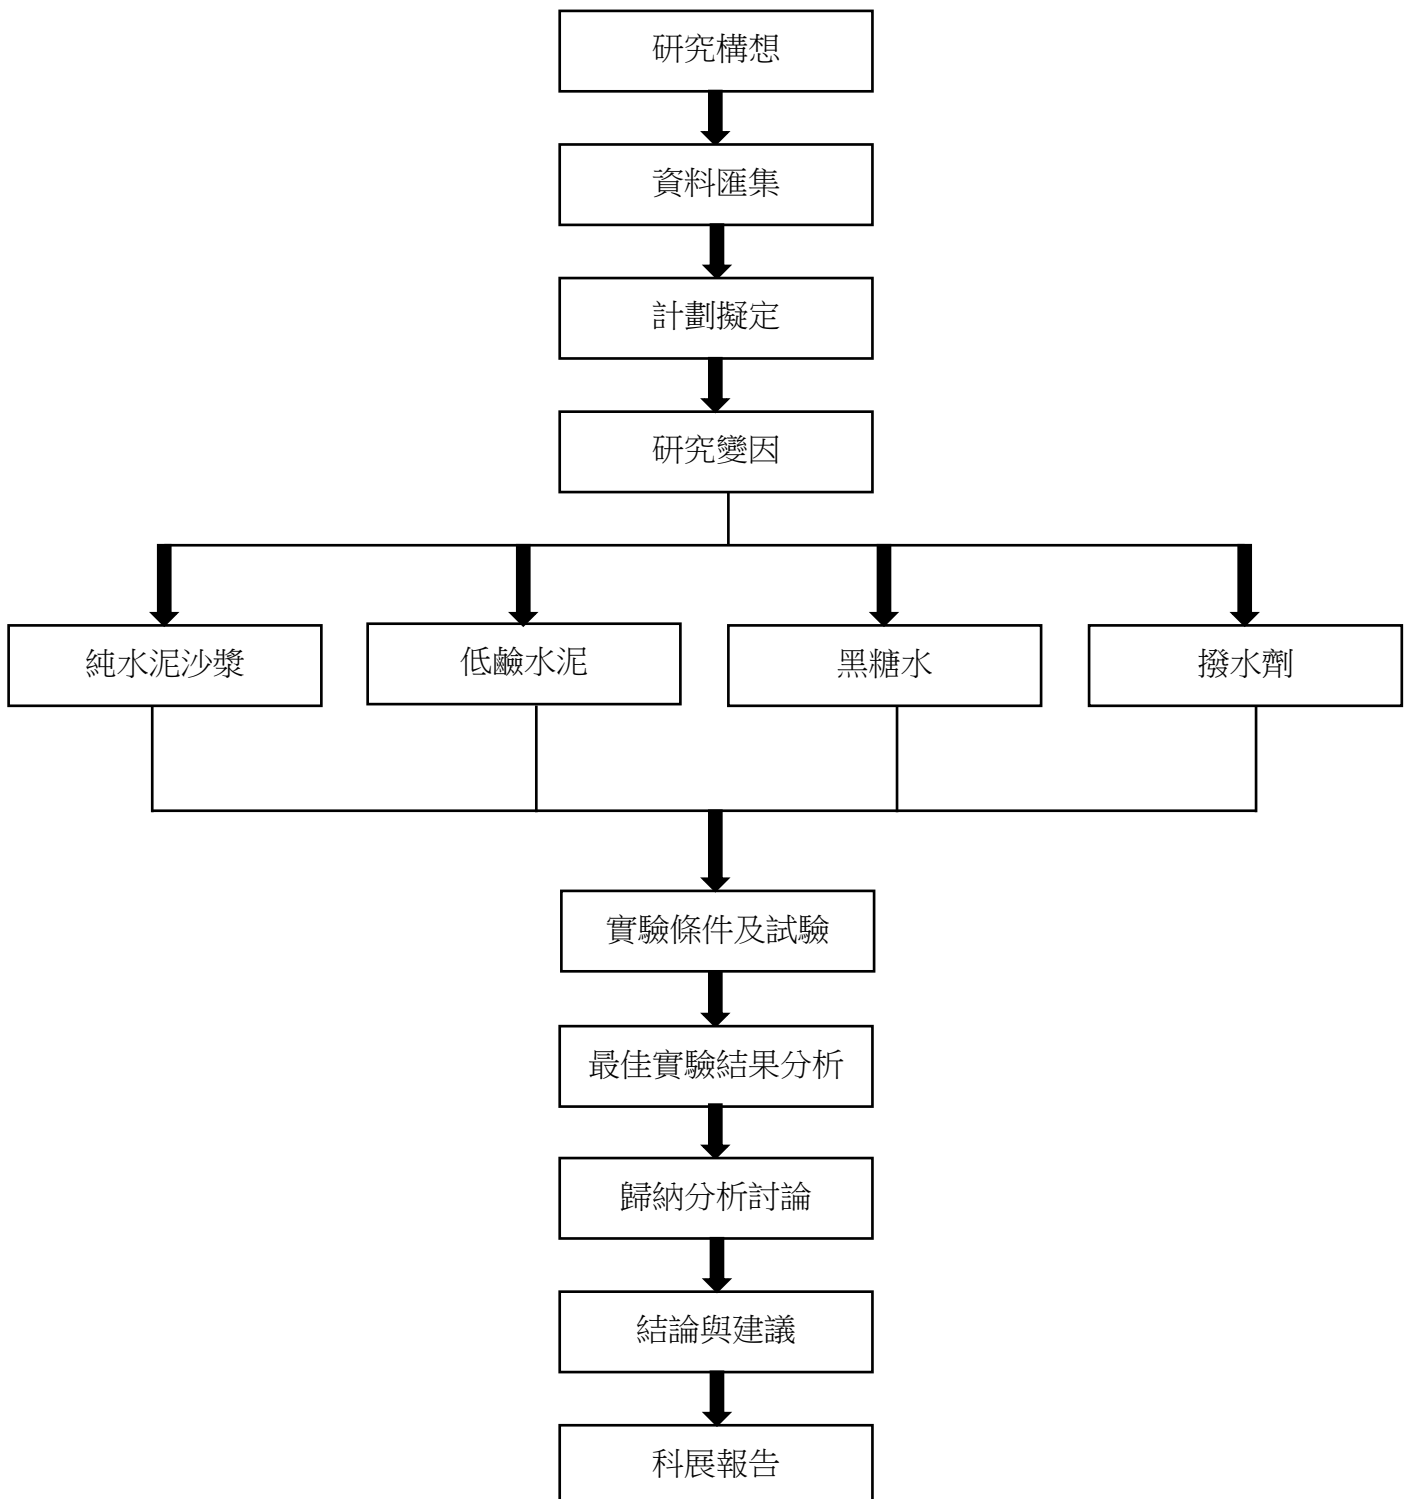 研究構想
資料匯集
計劃擬定
研究變因
純水泥沙漿
低鹼水泥
黑糖水
撥水劑
實驗條件及試驗
最佳實驗結果分析
歸納分析討論
結論與建議
科展報告